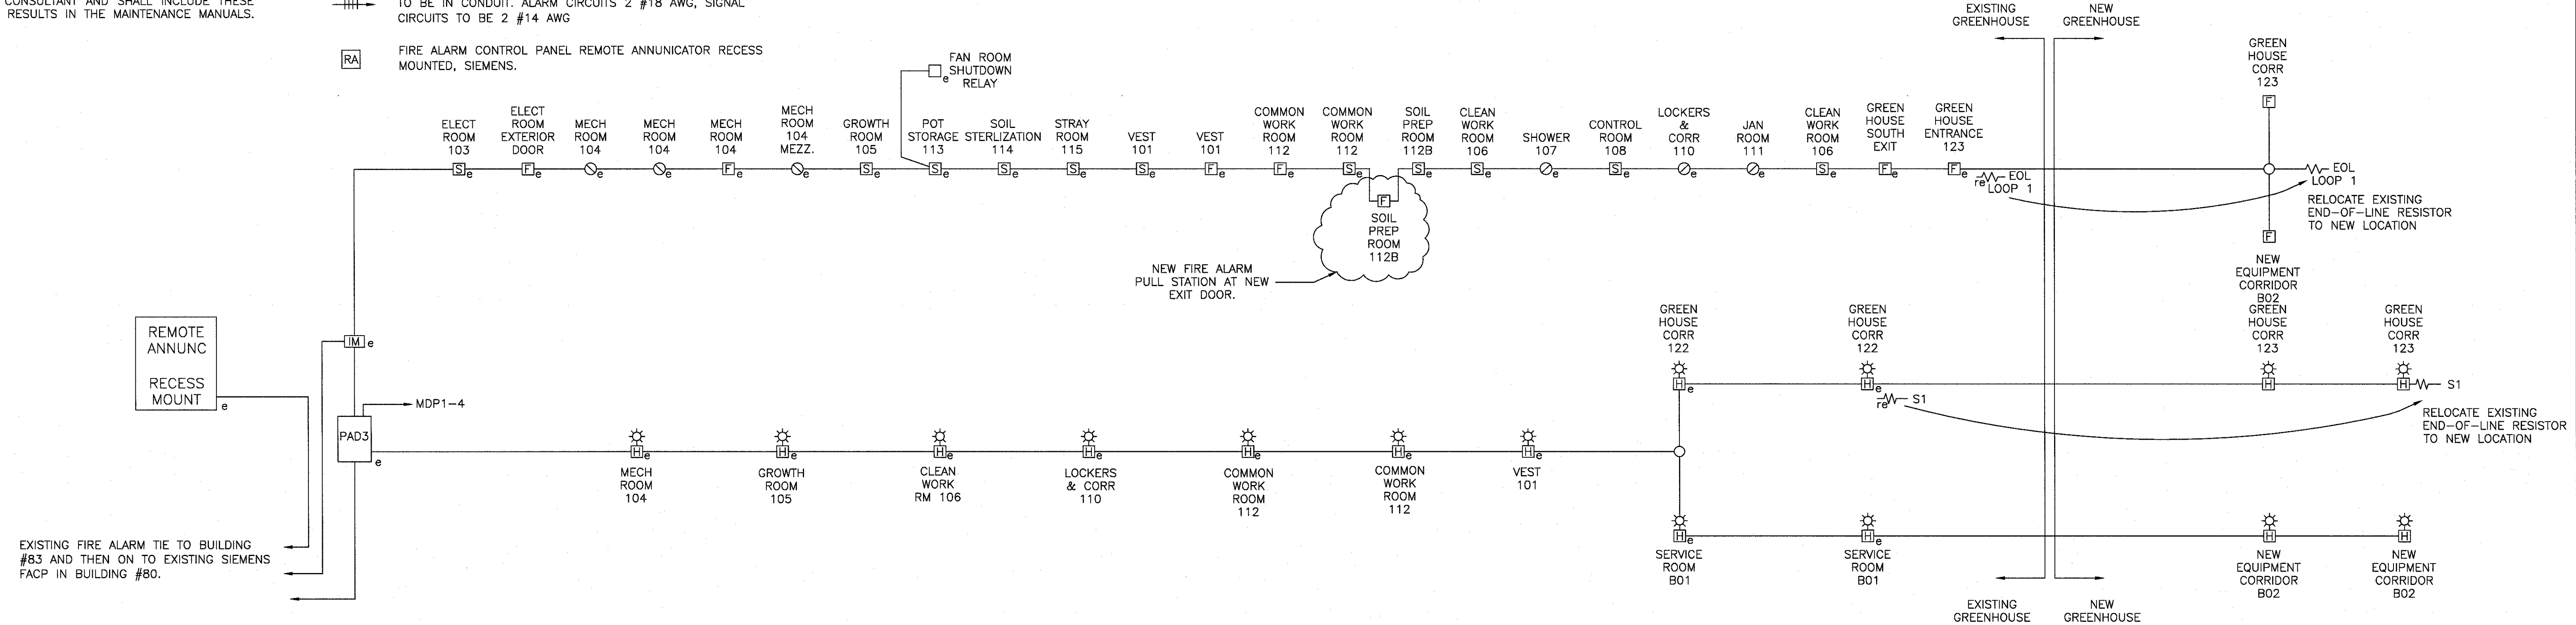 CONSULTANT AND SHALL INCLUDE THESE
RESULTS IN THE MAINTENANCE MANUALS.
TO BE IN CONDUIT. ALARM CIRCUITS 2 #18 AWG, SIGNAL
CIRCUITS TO BE 2 #14 AWG
RA
FIRE ALARM CONTROL PANEL REMOTE ANNUNICATOR RECESS
MOUNTED, SIEMENS.
EXISTING
GREENHOUSE
NEW
GREENHOUSE
FAN ROOM
SHUTDOWN
RELAY
e
ELECT
ROOM
103
S e
ELECT
ROOM
EXTERIOR
DOOR
F e
MECH
ROOM
104
e
MECH
ROOM
104
e
MECH
ROOM
104
F e
MECH
ROOM
104
MEZZ.
e
GROWTH
ROOM
105
S e
POT
STORAGE
113
S e
SOIL
STERLIZATION
114
S e
STRAY
ROOM
115
S e
VEST
101
S e
VEST
101
F e
COMMON
WORK
ROOM
112
F e
COMMON
WORK
ROOM
112
S e
SOIL
PREP
ROOM
112B
S e
CLEAN
WORK
ROOM
106
S e
SHOWER
107
e
CONTROL
ROOM
108
S e
LOCKERS
&
CORR
110
e
JAN
ROOM
111
e
CLEAN
WORK
ROOM
106
S e
GREEN
HOUSE
SOUTH
EXIT
F e
GREEN
HOUSE
ENTRANCE
123
F e
re EOL
LOOP 1
GREEN
HOUSE
CORR
123
F
EOL
LOOP 1
RELOCATE EXISTING
END-OF-LINE RESISTOR
TO NEW LOCATION
F
NEW
EQUIPMENT
CORRIDOR
B02
F
SOIL
PREP
ROOM
112B
NEW FIRE ALARM
PULL STATION AT NEW
EXIT DOOR.
REMOTE
ANNUNC
RECESS
MOUNT
e
IM e
MDP1-4
PAD3
e
GREEN
HOUSE
CORR
122
H e
GREEN
HOUSE
CORR
122
H e
re S1
GREEN
HOUSE
CORR
123
H
GREEN
HOUSE
CORR
123
H S1
RELOCATE EXISTING
END-OF-LINE RESISTOR
TO NEW LOCATION
H e
MECH
ROOM
104
H e
GROWTH
ROOM
105
H e
CLEAN
WORK
RM 106
H e
LOCKERS
& CORR
110
H e
COMMON
WORK
ROOM
112
H e
COMMON
WORK
ROOM
112
H e
VEST
101
H e
SERVICE
ROOM
B01
H e
SERVICE
ROOM
B01
H
NEW
EQUIPMENT
CORRIDOR
B02
H
NEW
EQUIPMENT
CORRIDOR
B02
EXISTING FIRE ALARM TIE TO BUILDING
#83 AND THEN ON TO EXISTING SIEMENS
FACP IN BUILDING #80.
EXISTING
GREENHOUSE
NEW
GREENHOUSE